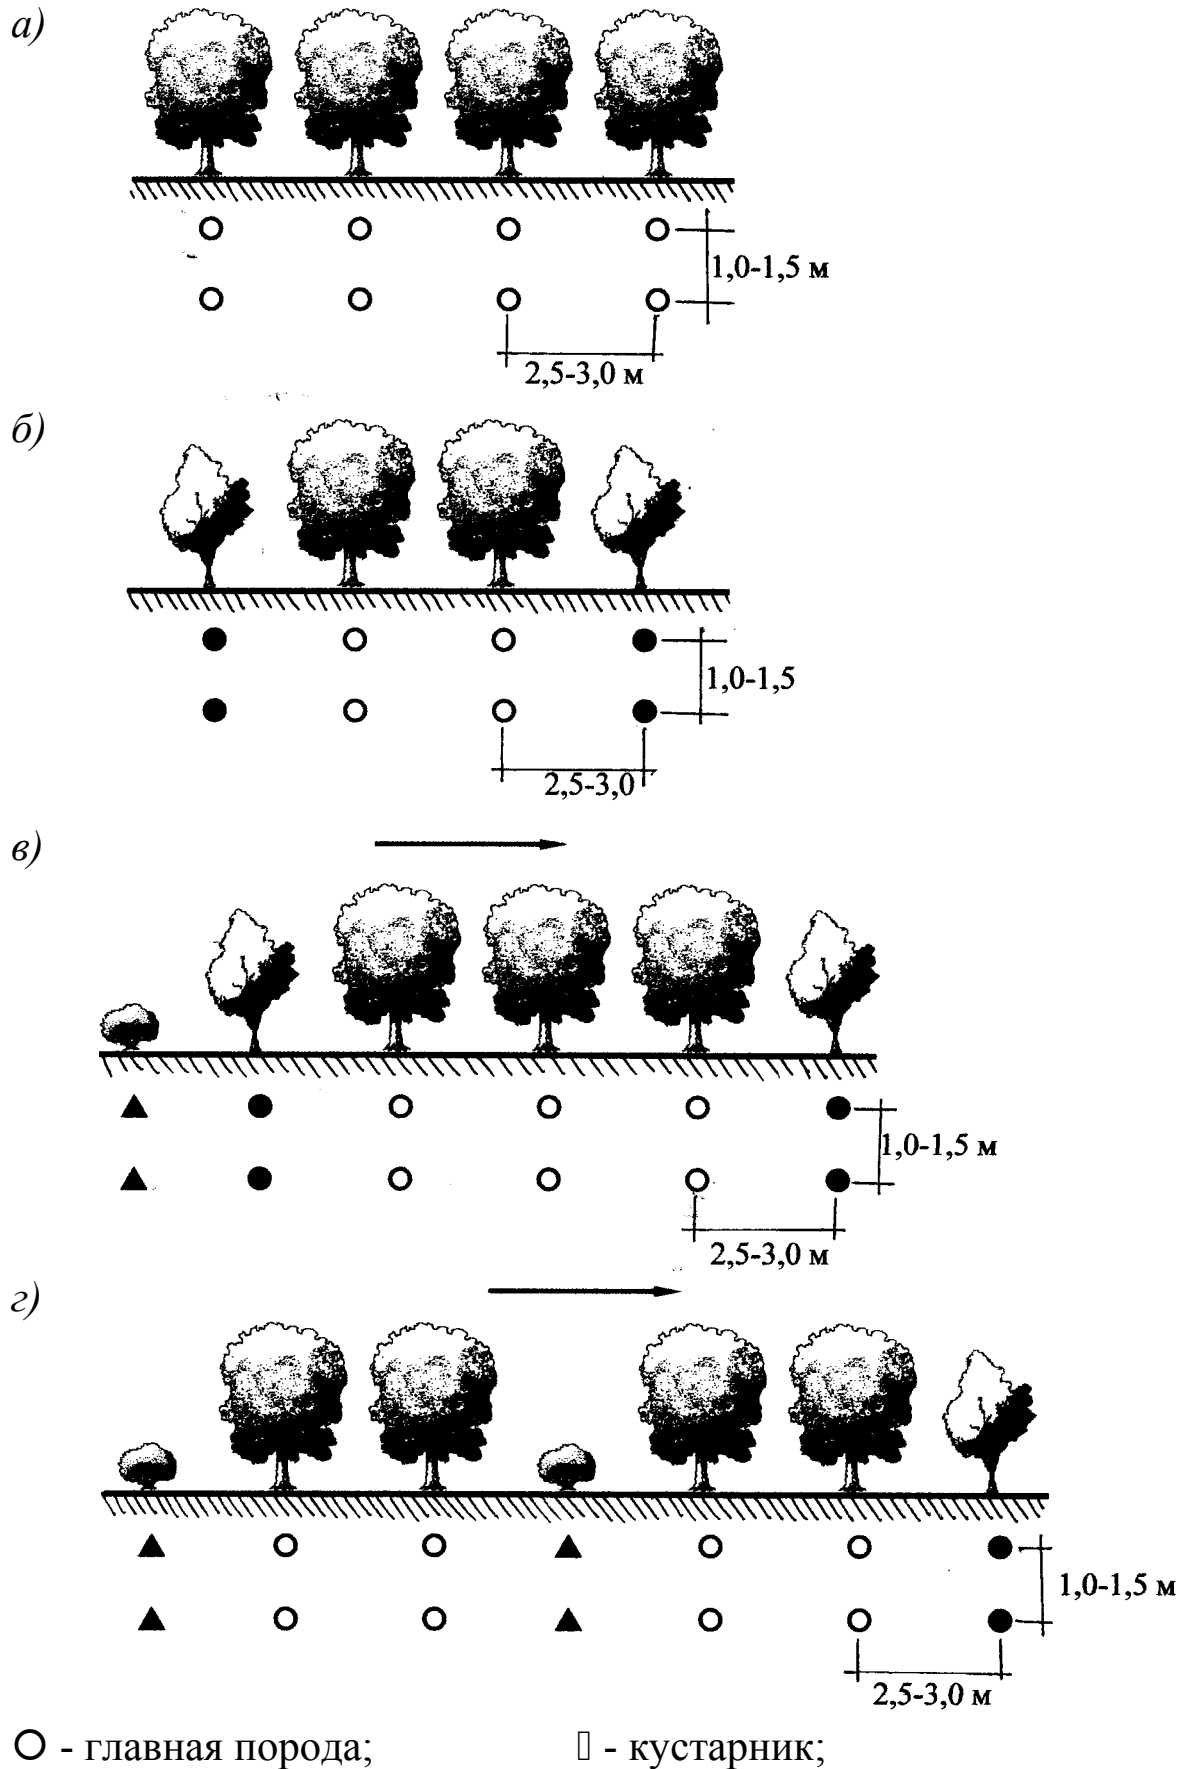 а)
1,0-1,5 м
2,5-3,0 м
б)
1,0-1,5
2,5-3,0
в)
1,0-1,5 м
2,5-3,0 м
г)
1,0-1,5 м
2,5-3,0 м
- главная порода; - кустарник;